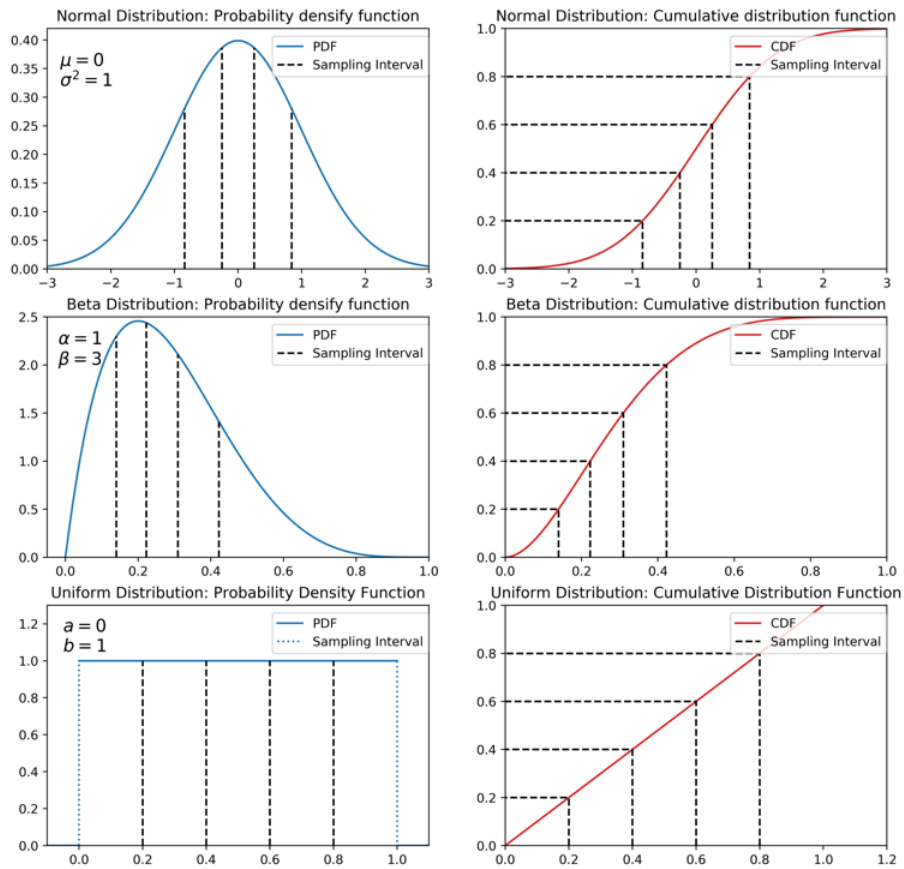 Normal Distribution: Probability densify function
0.40
0.35
0.30
0.25
0.20
0.15
0.10
0.05
0.00
μ = 0
σ² = 1
PDF
Sampling Interval
−3 −2 −1 0 1 2 3
Normal Distribution: Cumulative distribution function
1.0
0.8
0.6
0.4
0.2
0.0
CDF
Sampling Interval
−3 −2 −1 0 1 2 3
Beta Distribution: Probability densify function
2.5
2.0
1.5
1.0
0.5
0.0
α = 1
β = 3
PDF
Sampling Interval
0.0 0.2 0.4 0.6 0.8 1.0
Beta Distribution: Cumulative distribution function
1.0
0.8
0.6
0.4
0.2
0.0
CDF
Sampling Interval
0.0 0.2 0.4 0.6 0.8 1.0
Uniform Distribution: Probability Density Function
1.2
1.0
0.8
0.6
0.4
0.2
0.0
a = 0
b = 1
PDF
Sampling Interval
0.0 0.2 0.4 0.6 0.8 1.0
Uniform Distribution: Cumulative Distribution Function
1.0
0.8
0.6
0.4
0.2
0.0
CDF
Sampling Interval
0.0 0.2 0.4 0.6 0.8 1.0 1.2